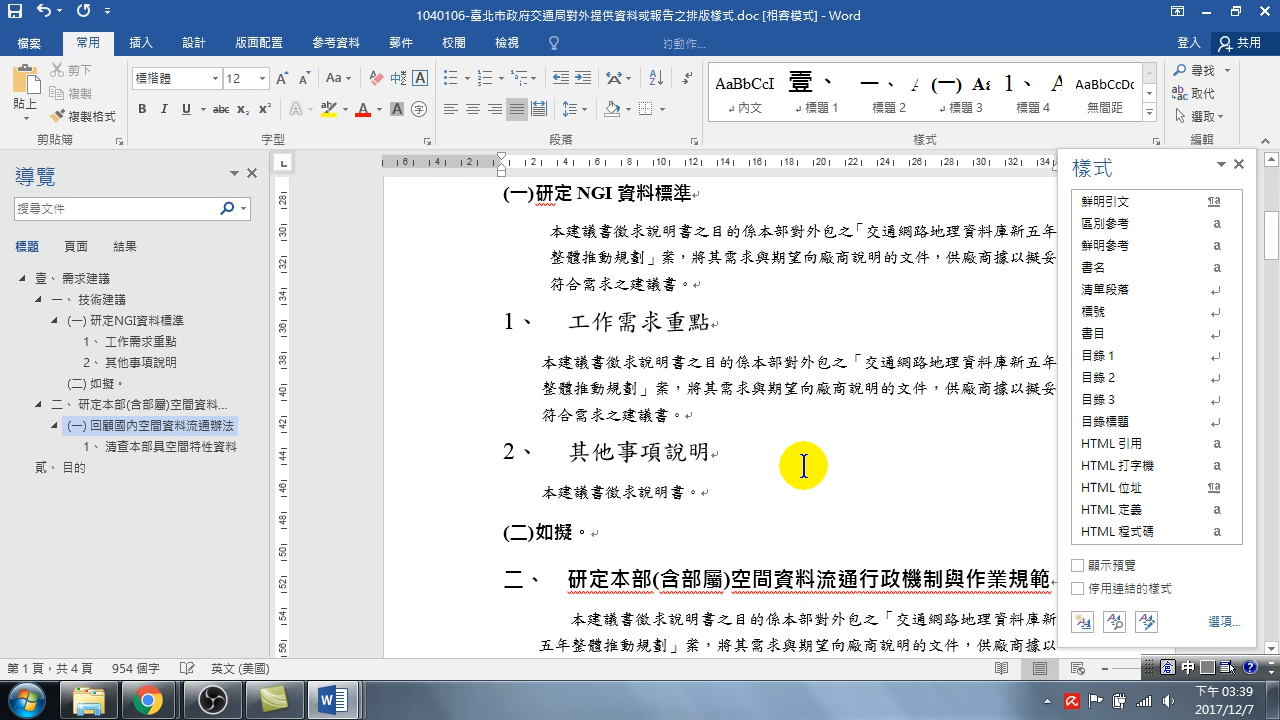 1040106-臺北市政府交通局對外提供資料或報告之排版樣式.doc [相容模式] - Word
檔案 常用 插入 設計 版面配置 參考資料 郵件 校閱 檢視 的動作... 登入 共用
剪下
複製
貼上
複製格式
剪貼簿
標楷體 12
字型
段落
AaBbCcI 內文
壹、 標題 1
一、 標題 2
(一) 標題 3
1、 標題 4
AaBbCcDc 無間距
樣式
尋找
取代
選取
編輯
導覽
搜尋文件
標題 頁面 結果
壹、 需求建議
一、 技術建議
(一) 研定NGI資料標準
1、 工作需求重點
2、 其他事項說明
(二) 如擬。
二、 研定本部(含部屬)空間資料...
(一) 回顧國內空間資料流通辦法
1、 清查本部具空間特性資料
貳、 目的
(一)研定 NGI 資料標準
本建議書徵求說明書之目的係本部對外包之「交通網路地理資料庫新五年
整體推動規劃」案，將其需求與期望向廠商說明的文件，供廠商據以擬妥
符合需求之建議書。
1、 工作需求重點
本建議書徵求說明書之目的係本部對外包之「交通網路地理資料庫新五年
整體推動規劃」案，將其需求與期望向廠商說明的文件，供廠商據以擬妥
符合需求之建議書。
2、 其他事項說明
本建議書徵求說明書。
(二)如擬。
二、 研定本部(含部屬)空間資料流通行政機制與作業規範
本建議書徵求說明書之目的係本部對外包之「交通網路地理資料庫新
五年整體推動規劃」案，將其需求與期望向廠商說明的文件，供廠商據以
樣式
鮮明引文
區別參考
鮮明參考
書名
清單段落
標號
書目
目錄 1
目錄 2
目錄 3
目錄標題
HTML 引用
HTML 打字機
HTML 位址
HTML 定義
HTML 程式碼
顯示預覽
停用連結的樣式
選項...
第 1 頁，共 4 頁 954 個字 英文 (美國)
中
下午 03:39
2017/12/7